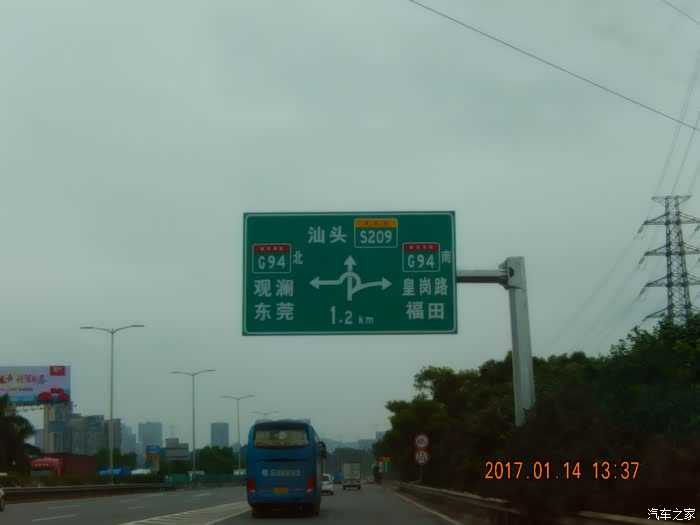 汕头 S209
G94 北
G94 南
观澜
皇岗路
东莞
福田
1.2 km
2017.01.14 13:37
汽车之家